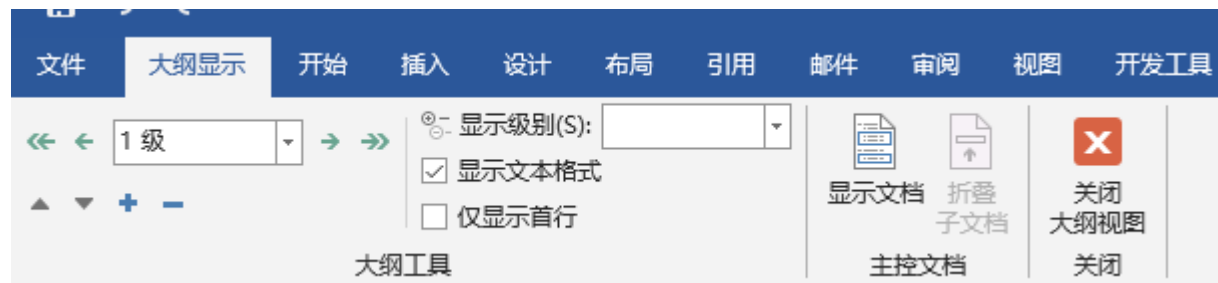 文件 大纲显示 开始 插入 设计 布局 引用 邮件 审阅 视图 开发工具
1 级
显示级别(S):
显示文本格式
仅显示首行
大纲工具
显示文档
折叠
子文档
主控文档
关闭
大纲视图
关闭